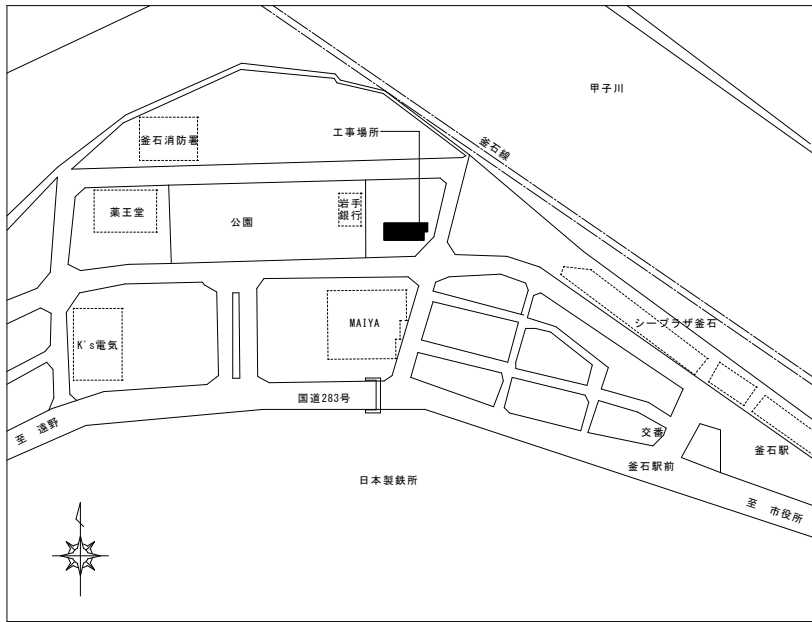 甲子川
工事場所
釜石消防署
釜石線
岩手
銀行
薬王堂
公園
シープラザ釜石
MAIYA
K's電気
国道283号
至 遠野
交番
釜石駅
釜石駅前
日本製鉄所
至 市役所